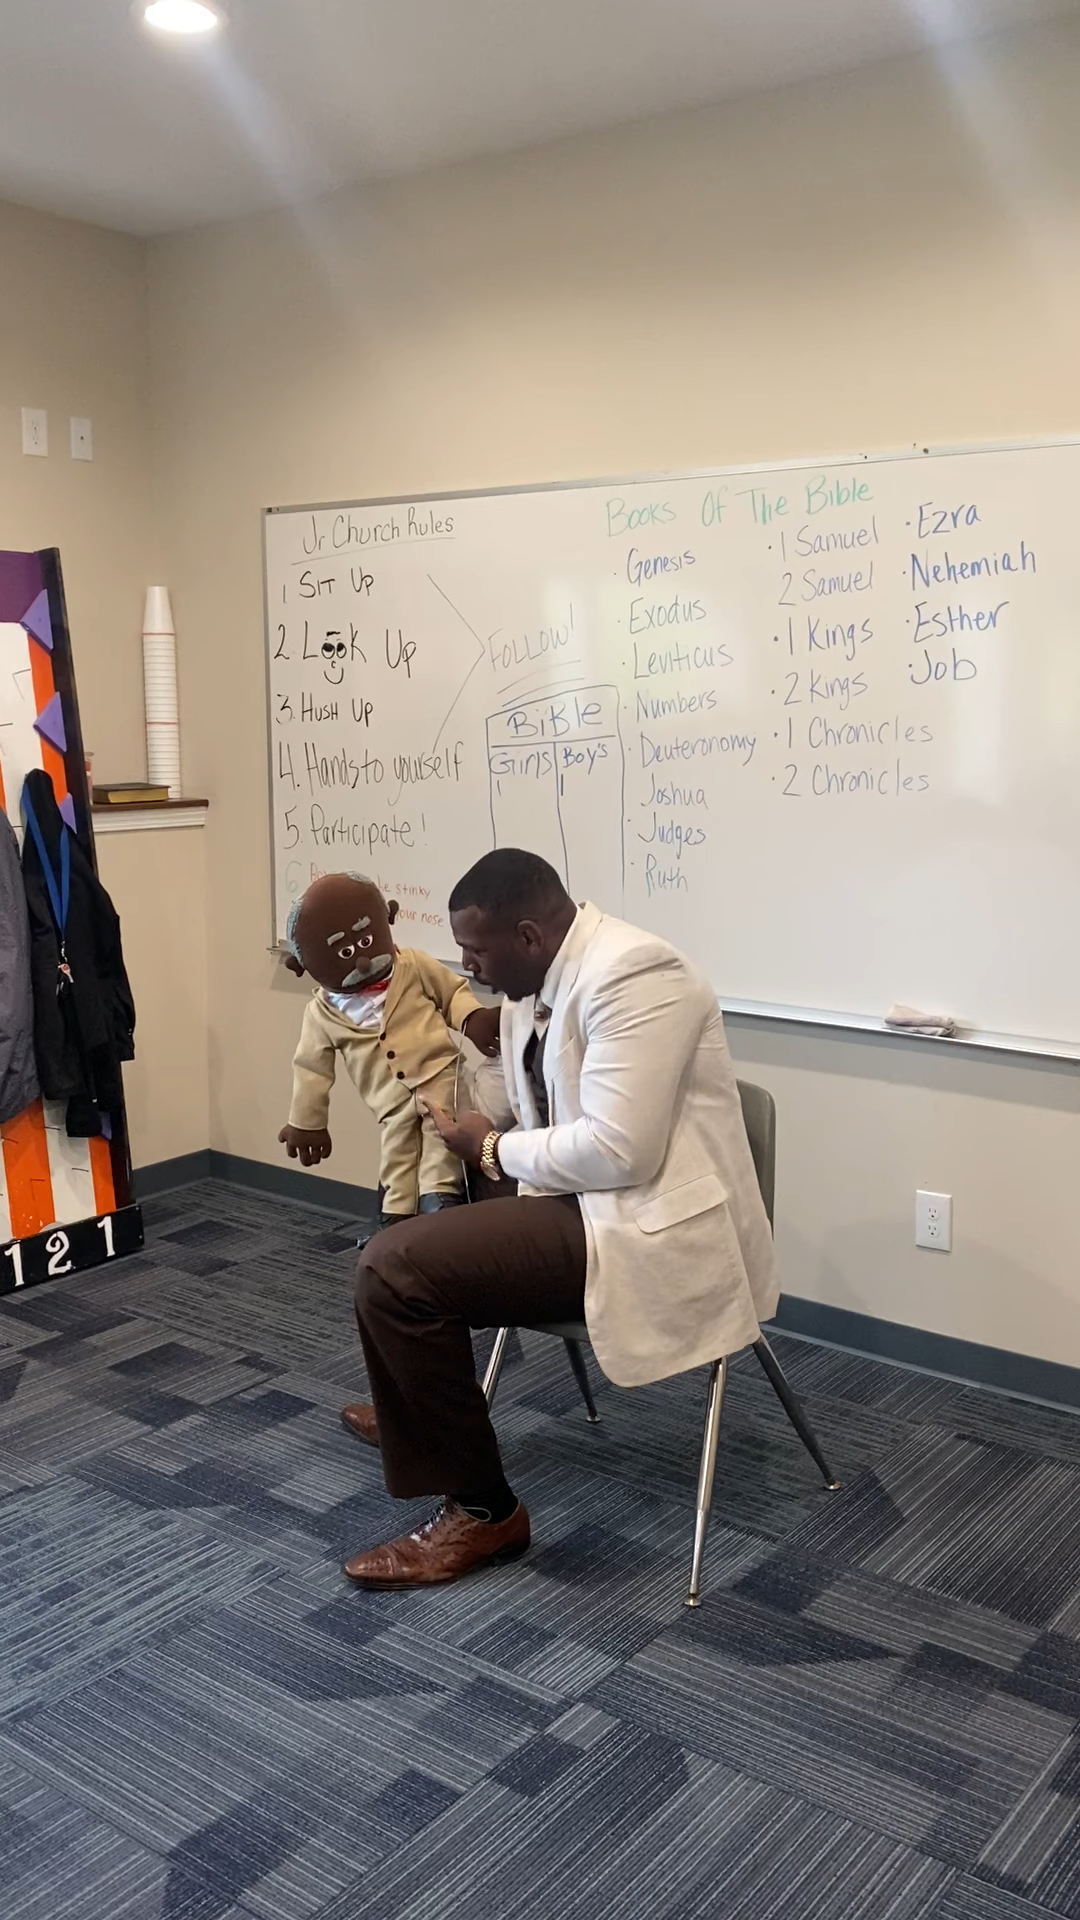 Jr Church Rules
1 SIT UP
2. LOOK UP
3. HUSH UP
4. Hands to yourself
5. Participate!
6
stinky
your nose
FOLLOW!
BiBle
Girls Boy's
Books Of The Bible
· Genesis
· Exodus
· Leviticus
· Numbers
· Deuteronomy
· Joshua
· Judges
· Ruth
· 1 Samuel
2 Samuel
· 1 Kings
· 2 Kings
· 1 Chronicles
· 2 Chronicles
· Ezra
· Nehemiah
· Esther
· Job
121